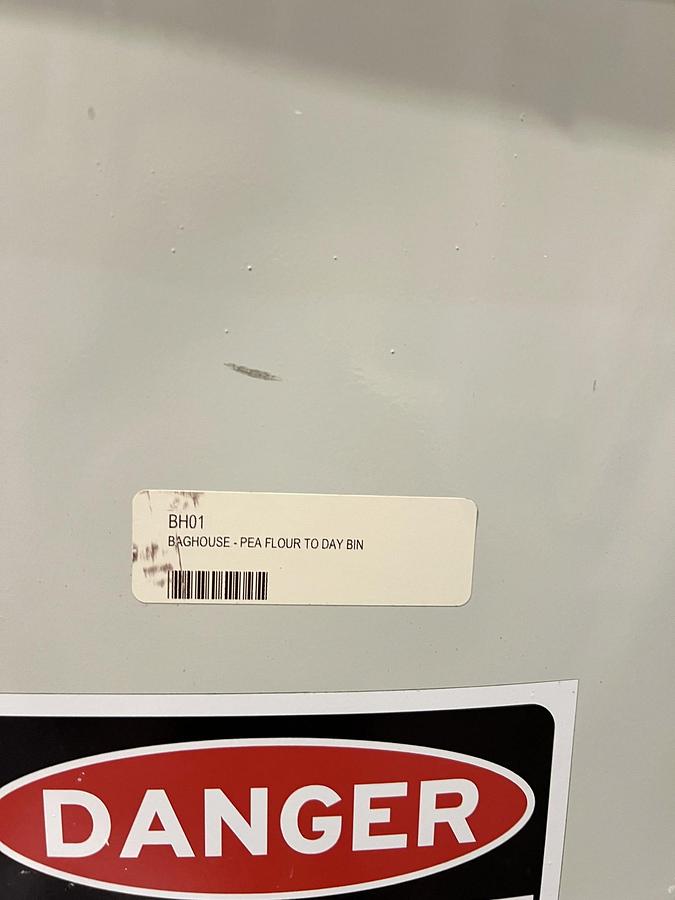 BH01
BAGHOUSE - PEA FLOUR TO DAY BIN
DANGER